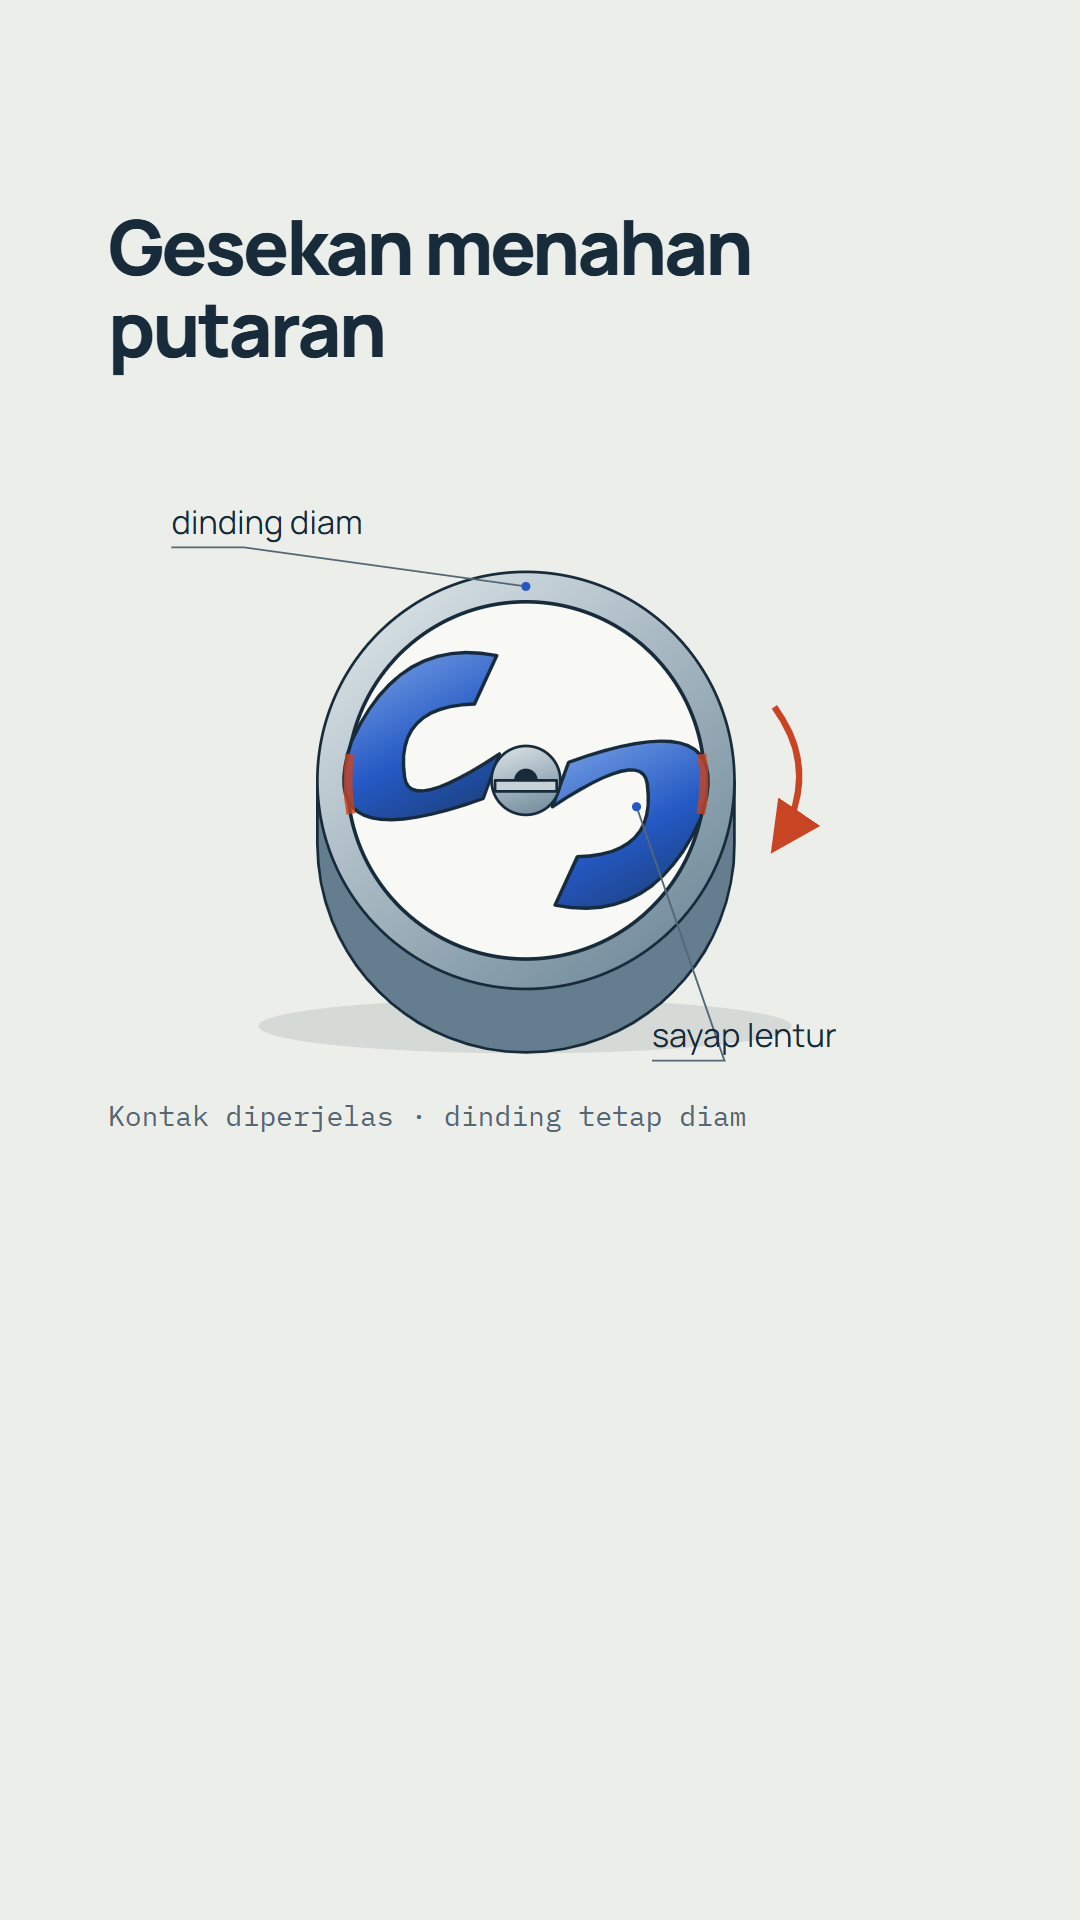 Gesekan menahan
putaran
dinding diam
sayap lentur
Kontak diperjelas · dinding tetap diam